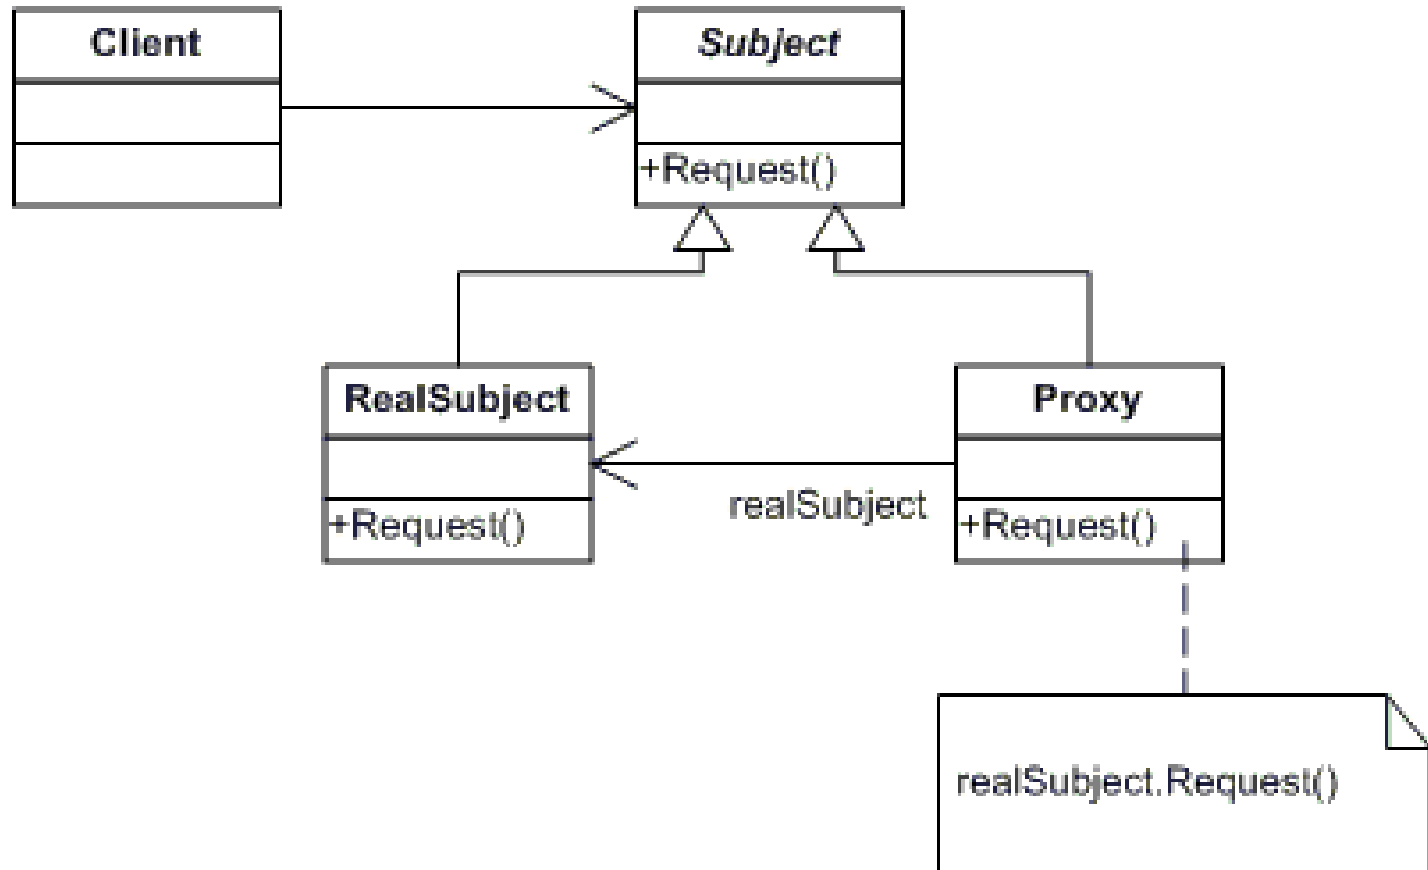 Client
Subject
+Request()
RealSubject
Proxy
realSubject
+Request()
+Request()
realSubject.Request()